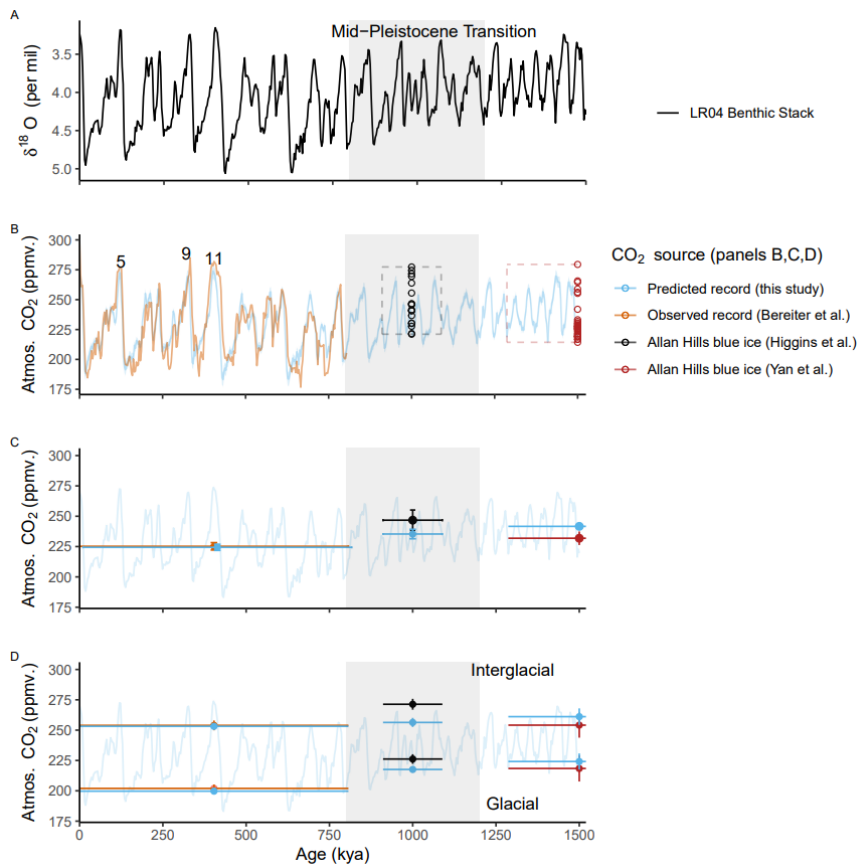 A
Mid−Pleistocene Transition
δ18 O (per mil)
3.5
4.0
4.5
5.0
LR04 Benthic Stack
B
Atmos. CO2 (ppmv.)
300
275
250
225
200
175
5
9
11
CO2 source (panels B,C,D)
Predicted record (this study)
Observed record (Bereiter et al.)
Allan Hills blue ice (Higgins et al.)
Allan Hills blue ice (Yan et al.)
C
Atmos. CO2 (ppmv.)
300
275
250
225
200
175
D
Atmos. CO2 (ppmv.)
300
275
250
225
200
175
Interglacial
Glacial
0
250
500
750
1000
1250
1500
Age (kya)